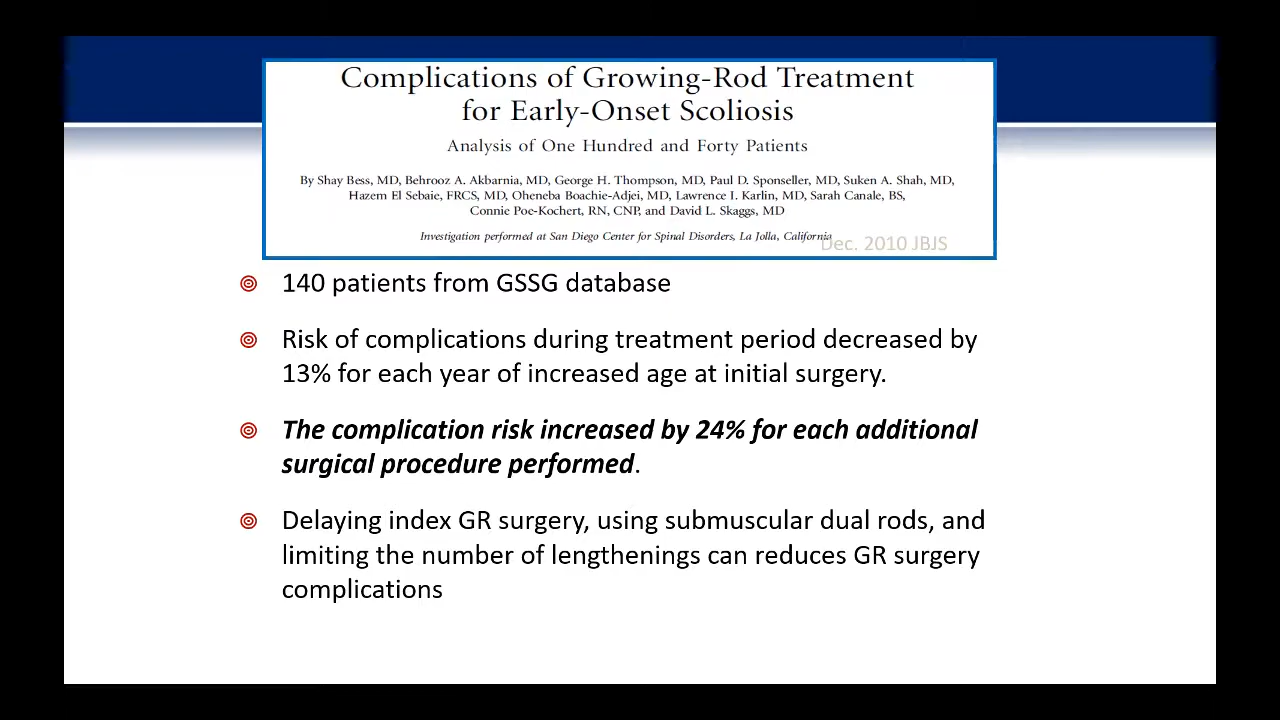 Complications of Growing-Rod Treatment
for Early-Onset Scoliosis
Analysis of One Hundred and Forty Patients
By Shay Bess, MD, Behrooz A. Akbarnia, MD, George H. Thompson, MD, Paul D. Sponseller, MD, Suken A. Shah, MD,
Hazem El Sebaie, FRCS, MD, Oheneba Boachie-Adjei, MD, Lawrence I. Karlin, MD, Sarah Canale, BS,
Connie Poe-Kochert, RN, CNP, and David L. Skaggs, MD
Investigation performed at San Diego Center for Spinal Disorders, La Jolla, California
Dec. 2010 JBJS
140 patients from GSSG database
Risk of complications during treatment period decreased by
13% for each year of increased age at initial surgery.
The complication risk increased by 24% for each additional
surgical procedure performed.
Delaying index GR surgery, using submuscular dual rods, and
limiting the number of lengthenings can reduces GR surgery
complications